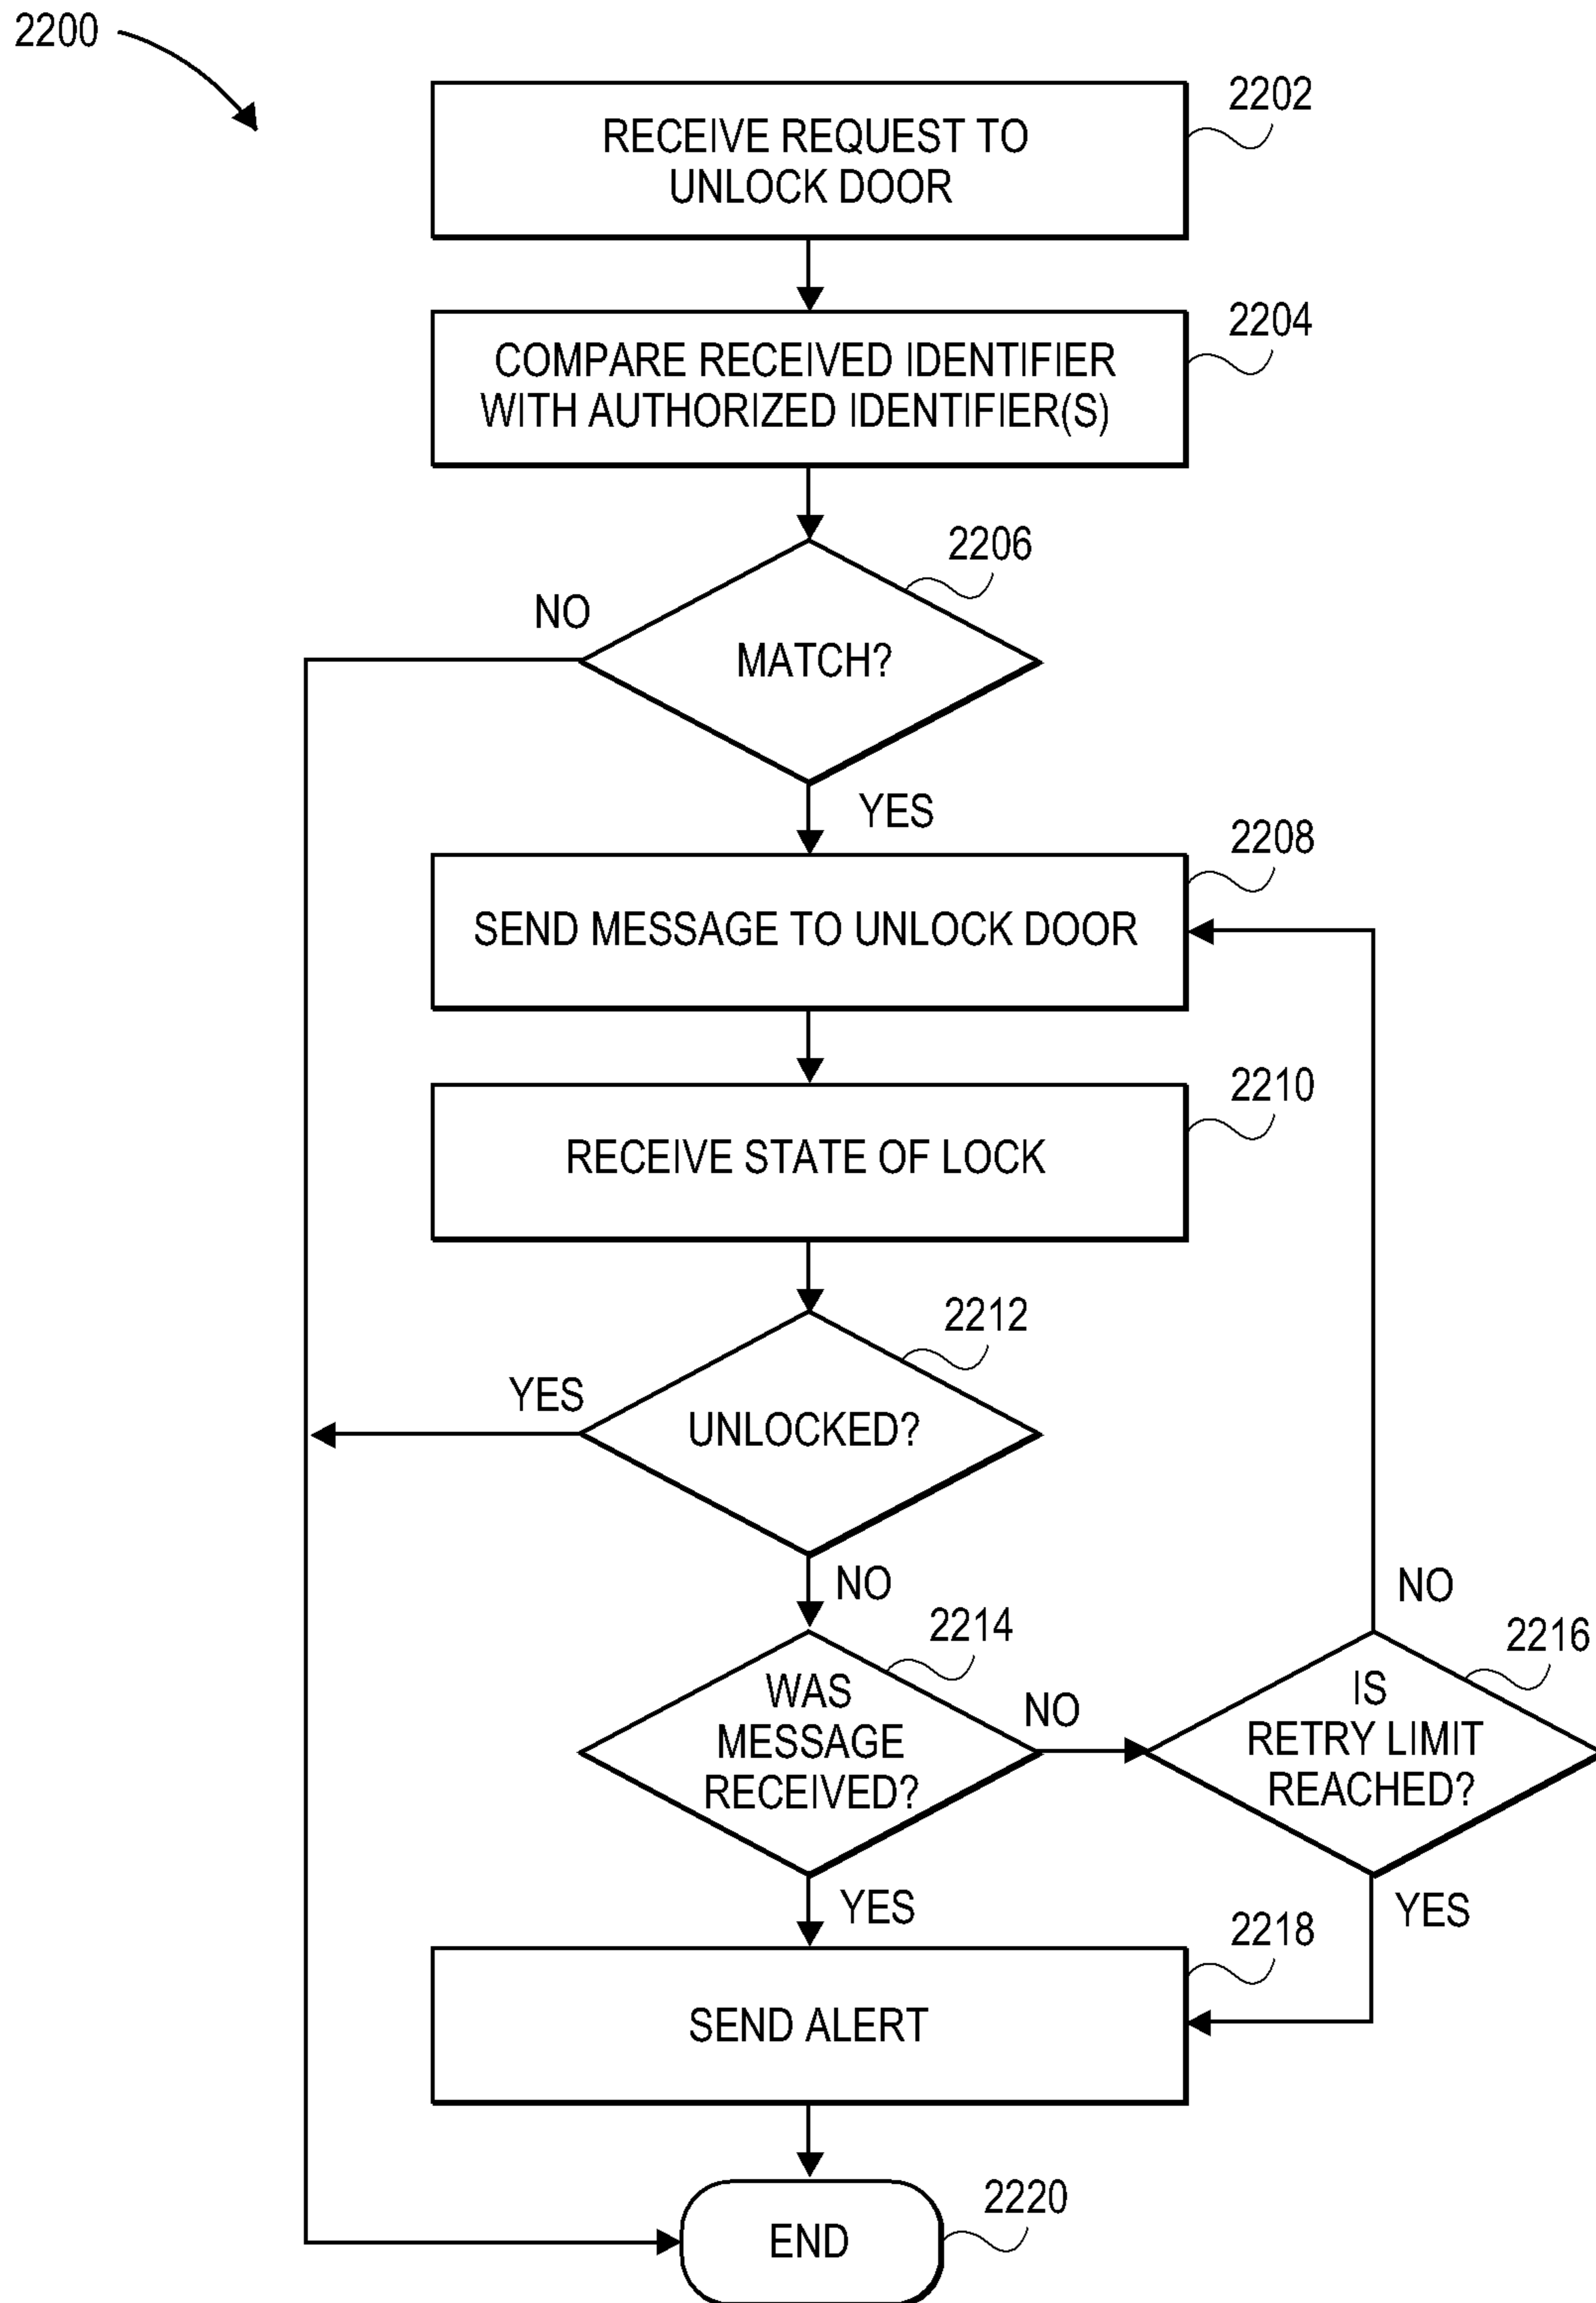 2200
2202
RECEIVE REQUEST TO
UNLOCK DOOR
2204
COMPARE RECEIVED IDENTIFIER
WITH AUTHORIZED IDENTIFIER(S)
2206
NO
MATCH?
YES
2208
SEND MESSAGE TO UNLOCK DOOR
2210
RECEIVE STATE OF LOCK
2212
YES
UNLOCKED?
NO
2214
WAS
MESSAGE
RECEIVED?
NO
NO
2216
IS
RETRY LIMIT
REACHED?
YES
YES
2218
SEND ALERT
2220
END